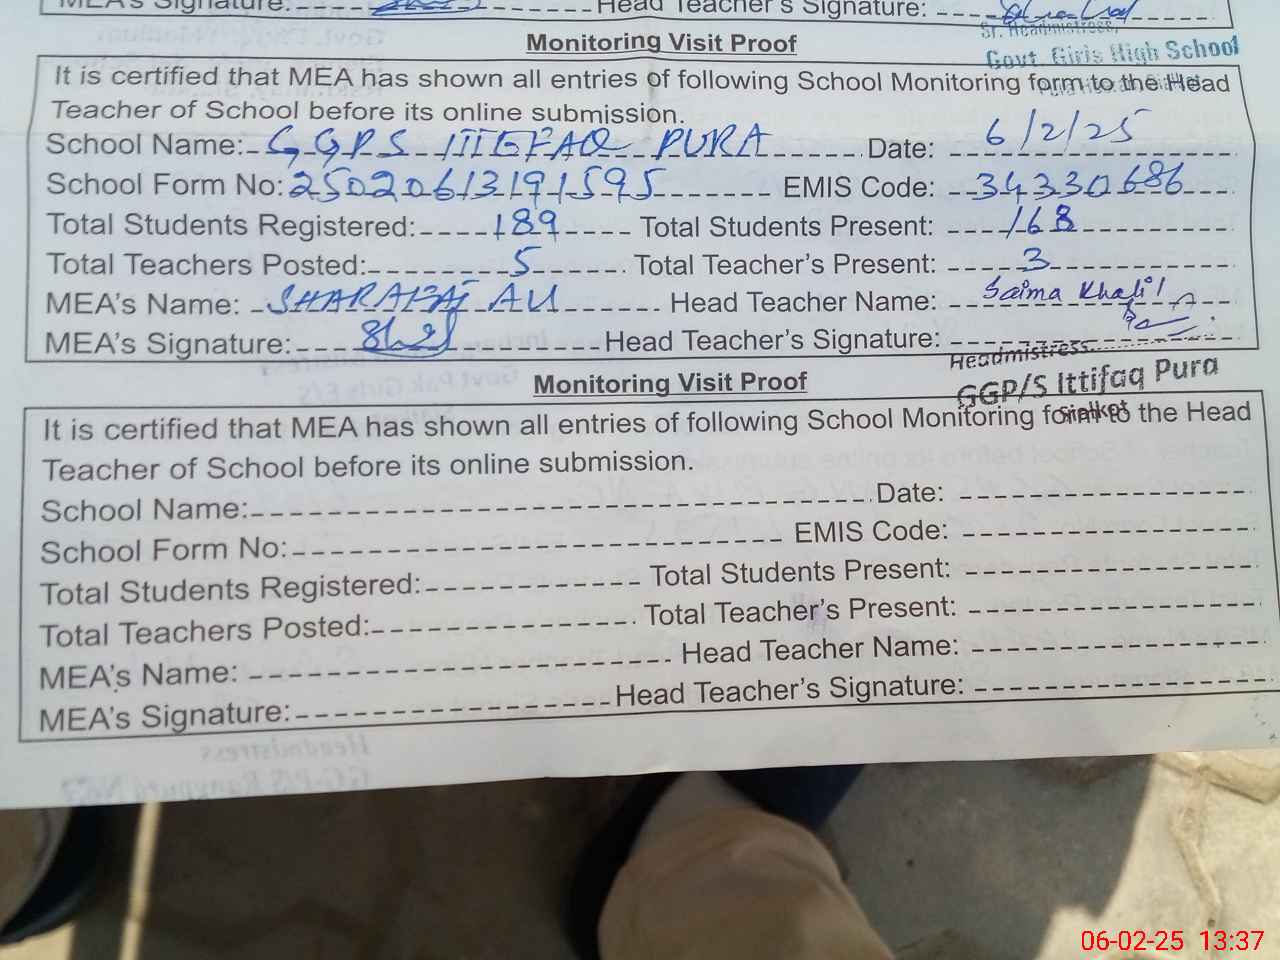 MEA's Signature: Head Teacher's Signature:
Sr. Headmistress,
Govt. Girls High School
Monitoring Visit Proof
It is certified that MEA has shown all entries of following School Monitoring form to the Head
Teacher of School before its online submission.
School Name: GGPS ITTEFAQ PURA Date: 6/2/25
School Form No: 25020613191595 EMIS Code: 34330686
Total Students Registered: 189 Total Students Present: 168
Total Teachers Posted: 5 Total Teacher's Present: 3
MEA's Name: SHARAFAT ALI Head Teacher Name: Saima Khalil
MEA's Signature: Head Teacher's Signature:
Headmistress
GGP/S Ittifaq Pura
Sialkot
Monitoring Visit Proof
It is certified that MEA has shown all entries of following School Monitoring form to the Head
Teacher of School before its online submission.
School Name: Date:
School Form No: EMIS Code:
Total Students Registered: Total Students Present:
Total Teachers Posted: Total Teacher's Present:
MEA's Name: Head Teacher Name:
MEA's Signature: Head Teacher's Signature:
06-02-25 13:37